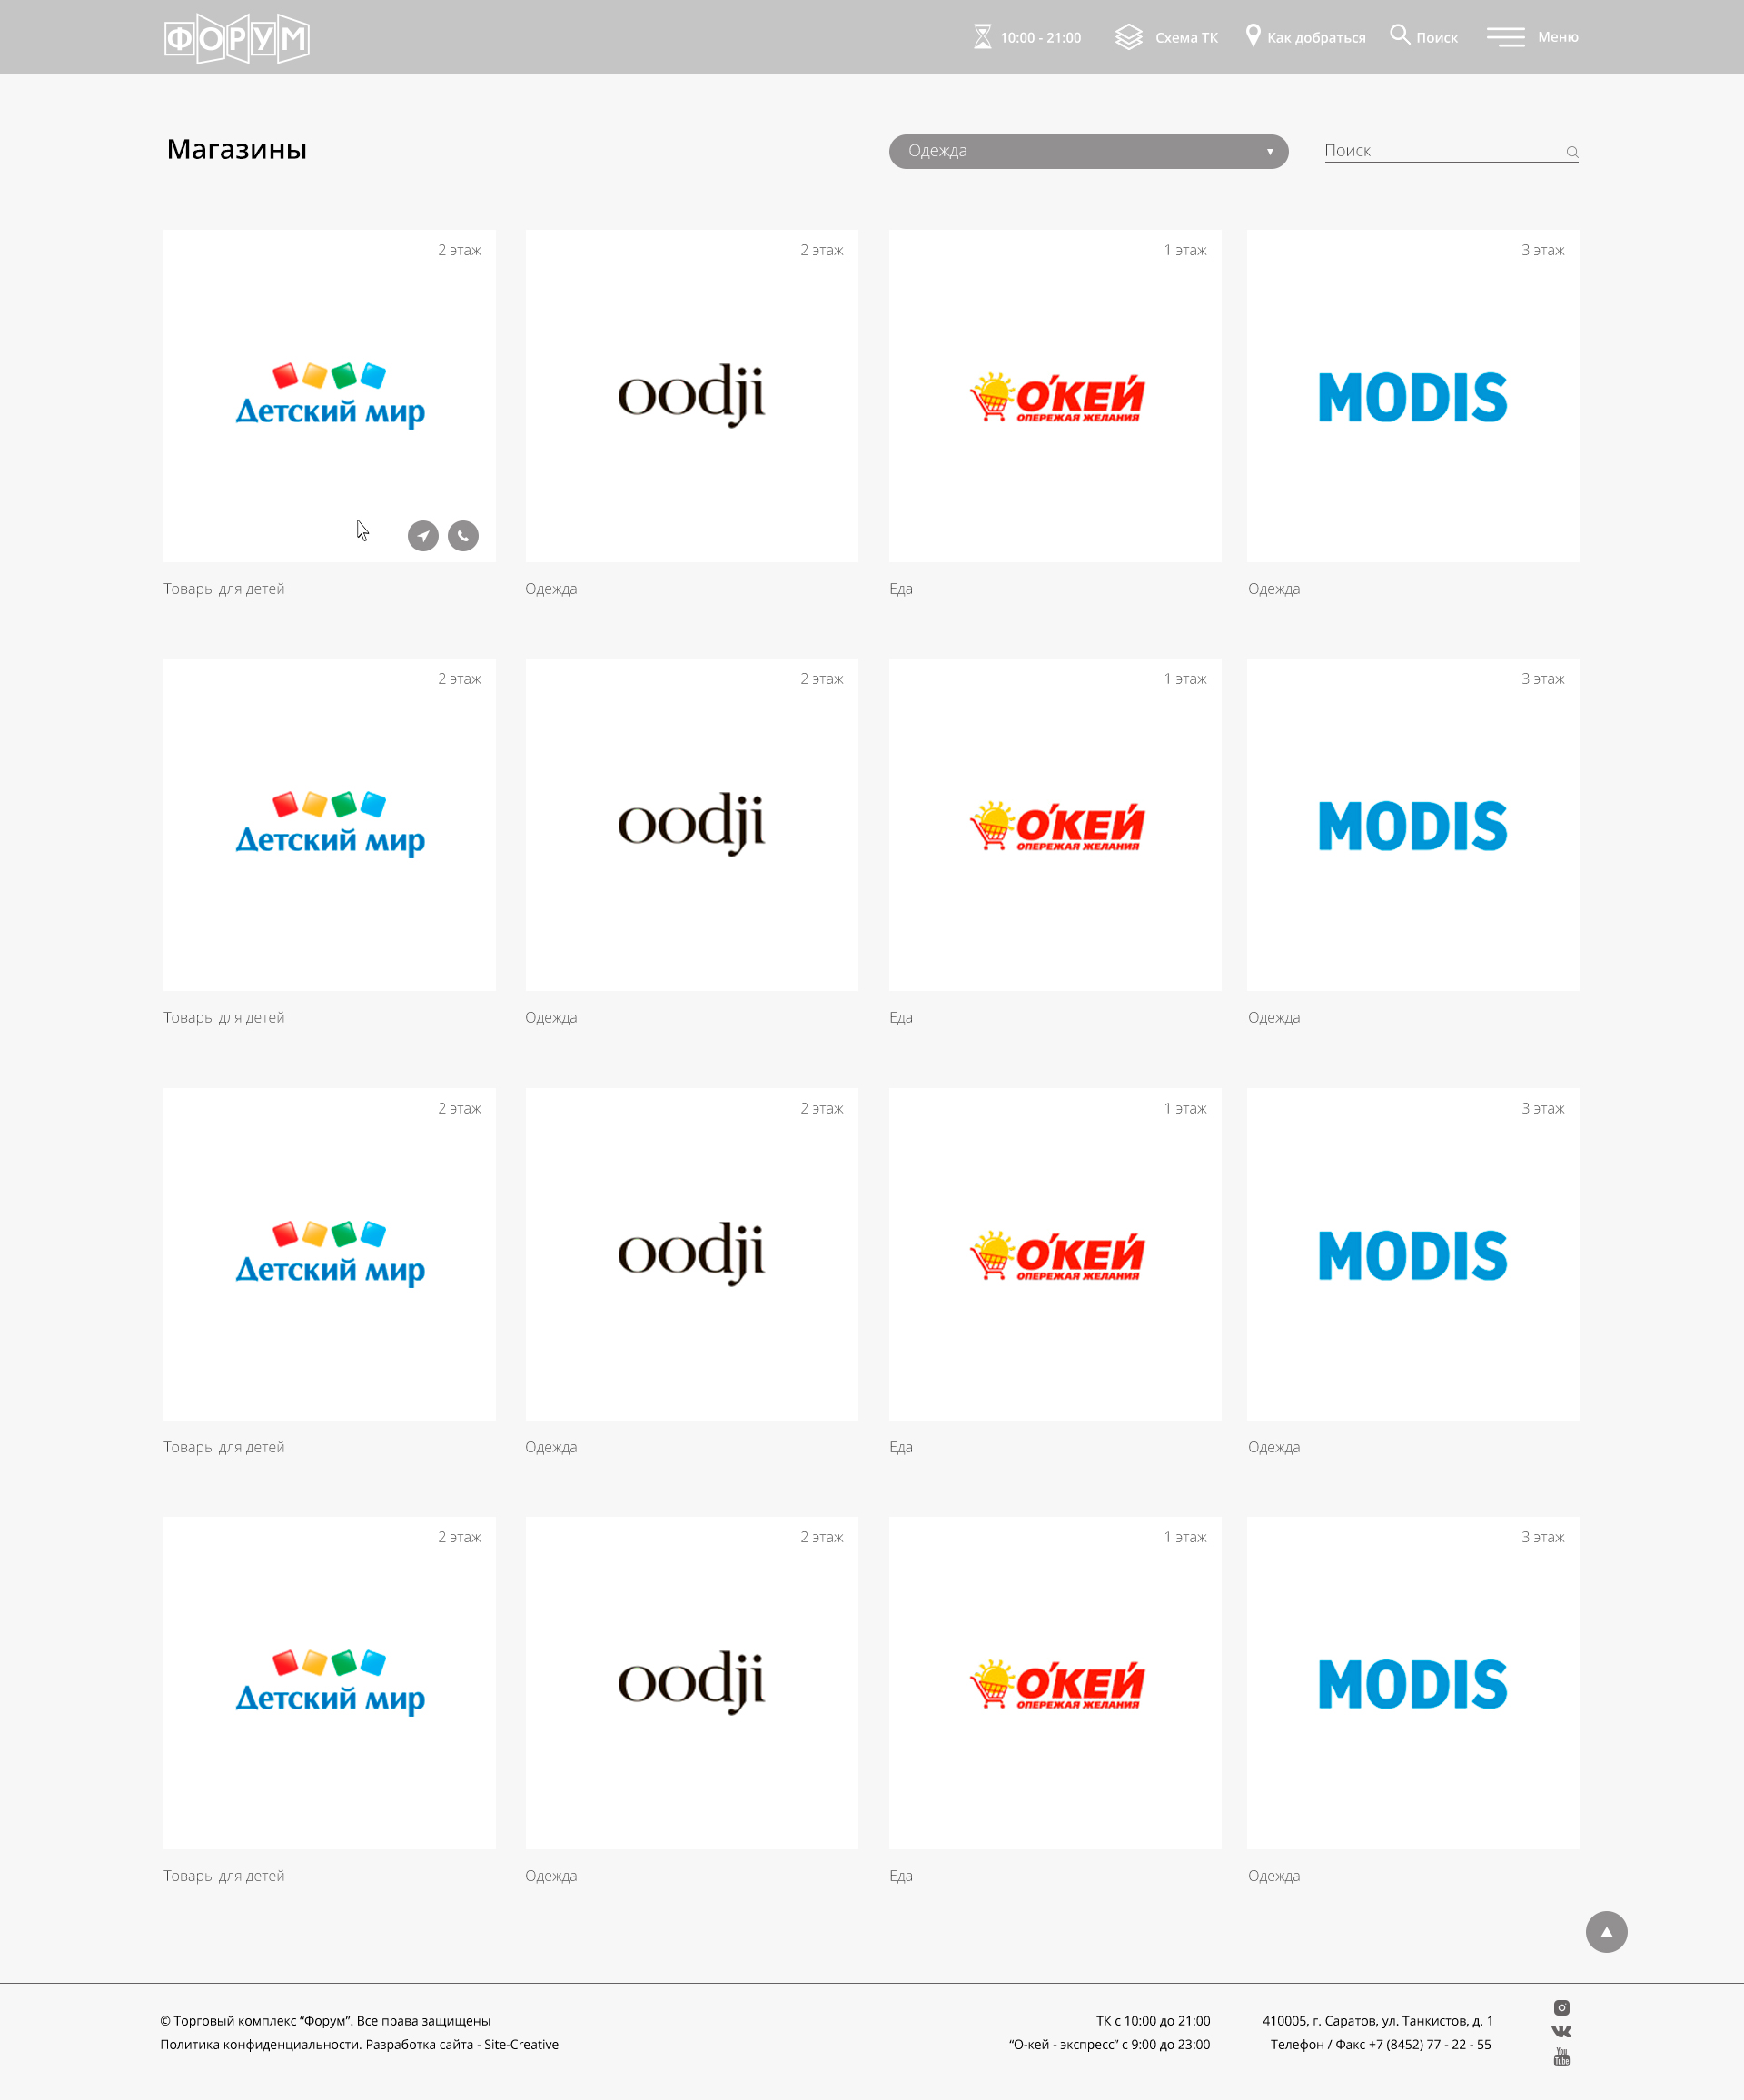 ФОРУМ
10:00 - 21:00
Схема ТК
Как добраться
Поиск
Меню
Магазины
Одежда
Поиск
2 этаж
2 этаж
1 этаж
3 этаж
Детский мир
oodji
О'КЕЙ
ОПЕРЕЖАЯ ЖЕЛАНИЯ
MODIS
Товары для детей
Одежда
Еда
Одежда
2 этаж
2 этаж
1 этаж
3 этаж
Детский мир
oodji
О'КЕЙ
ОПЕРЕЖАЯ ЖЕЛАНИЯ
MODIS
Товары для детей
Одежда
Еда
Одежда
2 этаж
2 этаж
1 этаж
3 этаж
Детский мир
oodji
О'КЕЙ
ОПЕРЕЖАЯ ЖЕЛАНИЯ
MODIS
Товары для детей
Одежда
Еда
Одежда
2 этаж
2 этаж
1 этаж
3 этаж
Детский мир
oodji
О'КЕЙ
ОПЕРЕЖАЯ ЖЕЛАНИЯ
MODIS
Товары для детей
Одежда
Еда
Одежда
© Торговый комплекс “Форум”. Все права защищены
Политика конфиденциальности. Разработка сайта - Site-Creative
ТК с 10:00 до 21:00
“О-кей - экспресс” с 9:00 до 23:00
410005, г. Саратов, ул. Танкистов, д. 1
Телефон / Факс +7 (8452) 77 - 22 - 55
You
Tube